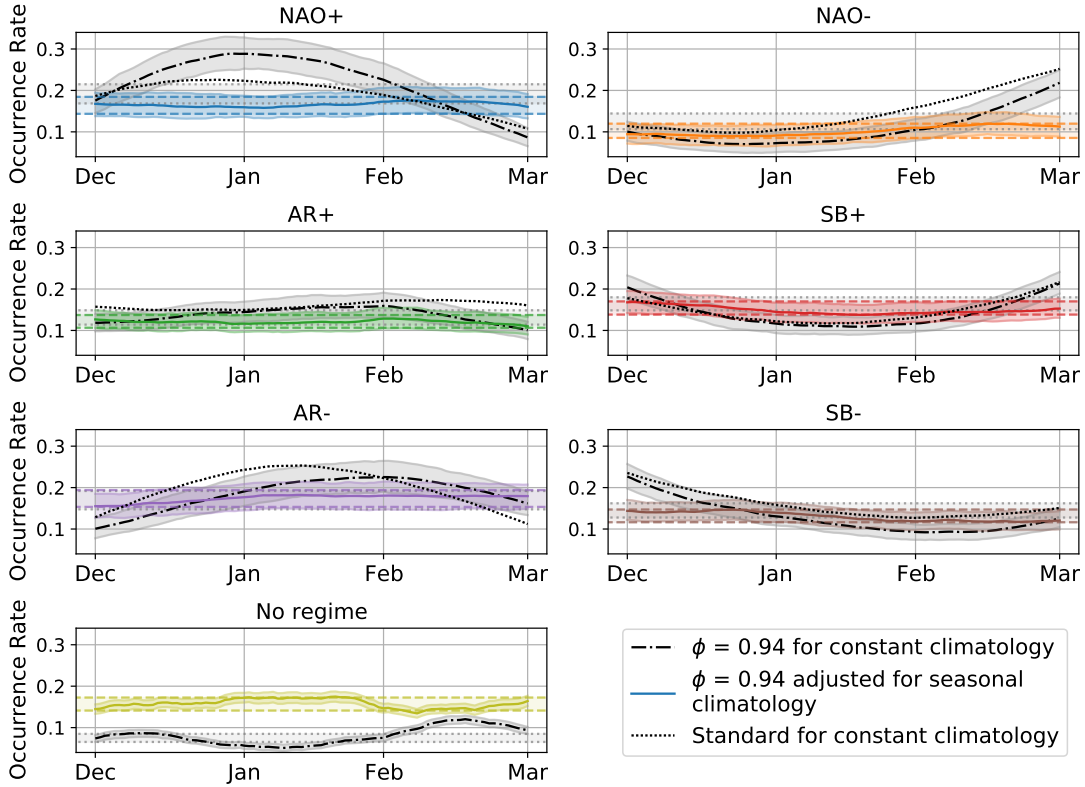 NAO+
NAO-
Occurrence Rate
0.3
0.2
0.1
Dec
Jan
Feb
Mar
0.3
0.2
0.1
Dec
Jan
Feb
Mar
AR+
SB+
Occurrence Rate
0.3
0.2
0.1
Dec
Jan
Feb
Mar
0.3
0.2
0.1
Dec
Jan
Feb
Mar
AR-
SB-
Occurrence Rate
0.3
0.2
0.1
Dec
Jan
Feb
Mar
0.3
0.2
0.1
Dec
Jan
Feb
Mar
No regime
Occurrence Rate
0.3
0.2
0.1
Dec
Jan
Feb
Mar
ϕ = 0.94 for constant climatology
ϕ = 0.94 adjusted for seasonal
climatology
Standard for constant climatology